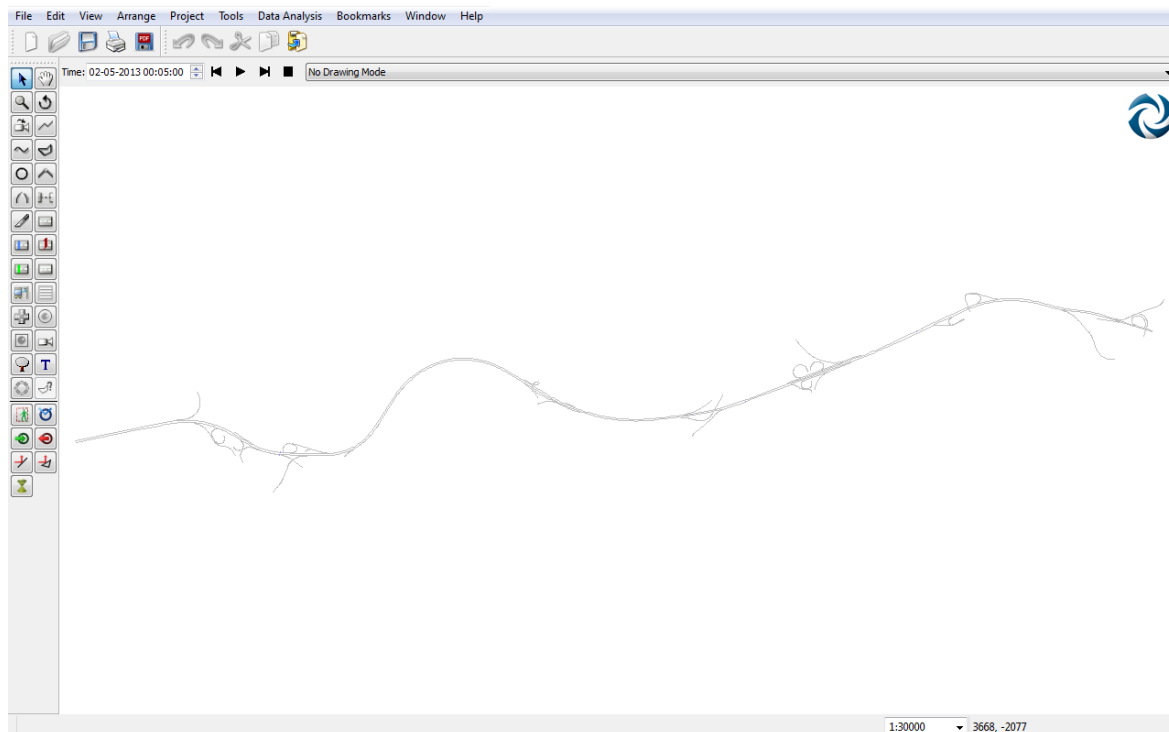 File Edit View Arrange Project Tools Data Analysis Bookmarks Window Help
PDF
Time: 02-05-2013 00:05:00 No Drawing Mode
T
1:30000 3668, -2077